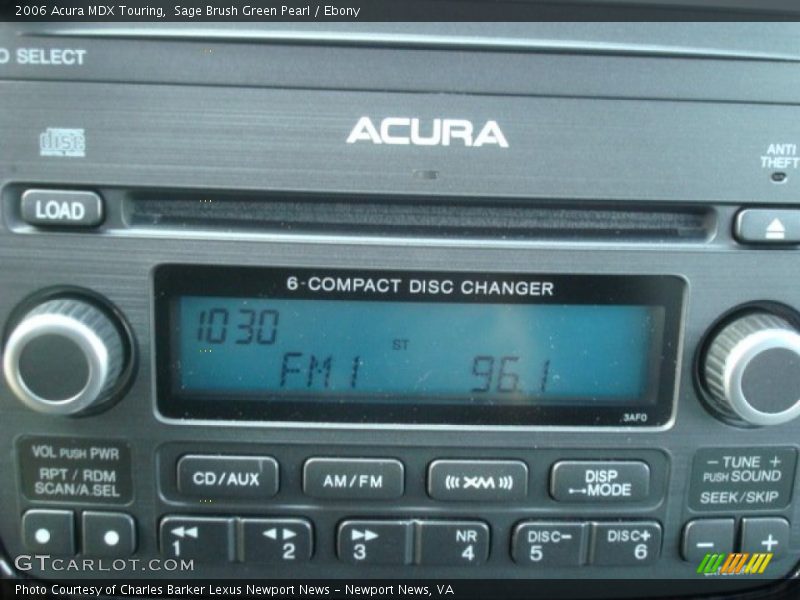 2006 Acura MDX Touring, Sage Brush Green Pearl / Ebony
SELECT
disc
ACURA
ANTI
THEFT
LOAD
6-COMPACT DISC CHANGER
1030
ST
FM1 96.1
3AF0
VOL PUSH PWR
RPT / RDM
SCAN/A.SEL
CD/AUX
AM/FM
XM
DISP
MODE
- TUNE +
PUSH SOUND
SEEK/SKIP
1
2
3
NR
4
DISC-
5
DISC+
6
- +
GTCARLOT.COM
Photo Courtesy of Charles Barker Lexus Newport News - Newport News, VA